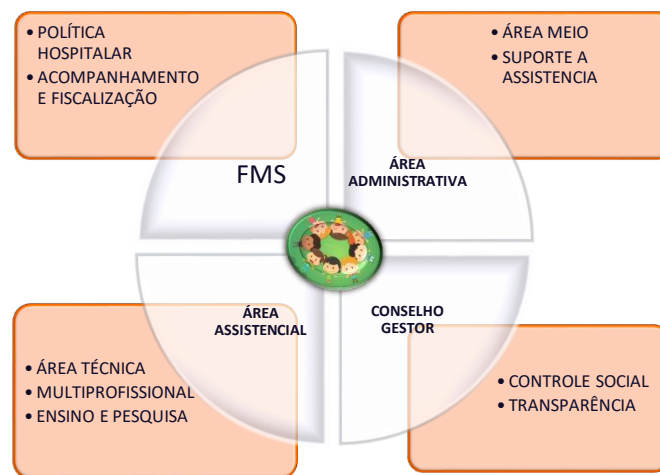 • POLÍTICA
HOSPITALAR
• ACOMPANHAMENTO
E FISCALIZAÇÃO
• ÁREA MEIO
• SUPORTE A
ASSISTENCIA
FMS
ÁREA
ADMINISTRATIVA
ÁREA
ASSISTENCIAL
CONSELHO
GESTOR
• ÁREA TÉCNICA
• MULTIPROFISSIONAL
• ENSINO E PESQUISA
• CONTROLE SOCIAL
• TRANSPARÊNCIA